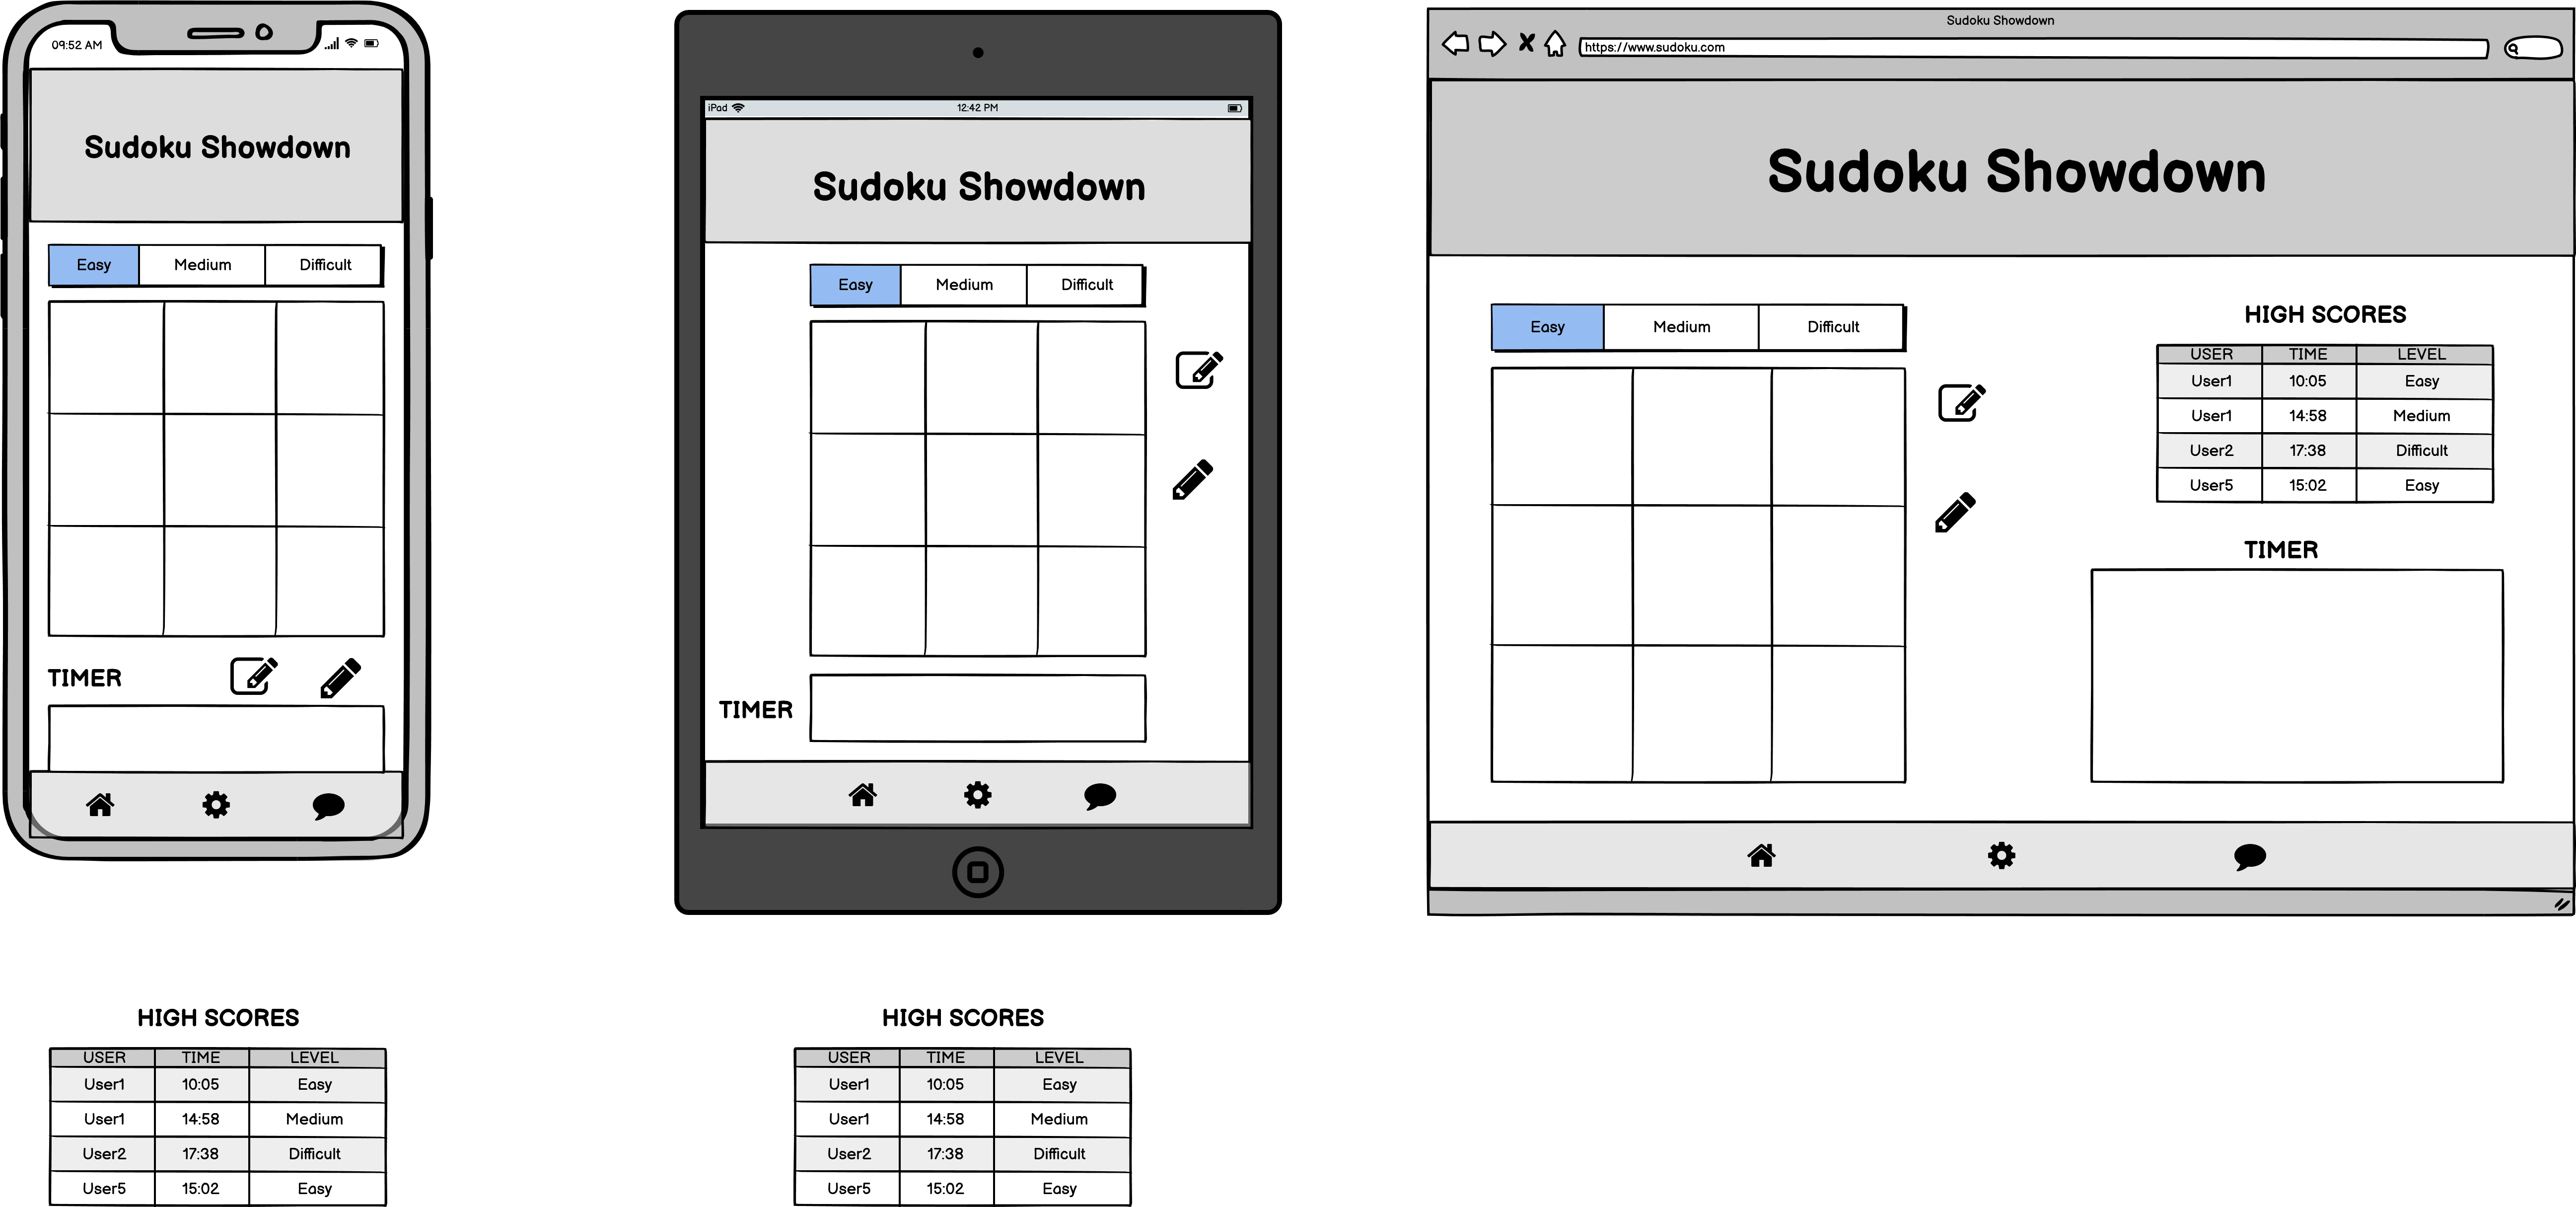 09:52 AM
Sudoku Showdown
Easy Medium Difficult
TIMER
HIGH SCORES
USER TIME LEVEL
User1 10:05 Easy
User1 14:58 Medium
User2 17:38 Difficult
User5 15:02 Easy
iPad 12:42 PM
Sudoku Showdown
Easy Medium Difficult
TIMER
HIGH SCORES
USER TIME LEVEL
User1 10:05 Easy
User1 14:58 Medium
User2 17:38 Difficult
User5 15:02 Easy
Sudoku Showdown
https://www.sudoku.com
Sudoku Showdown
Easy Medium Difficult
HIGH SCORES
USER TIME LEVEL
User1 10:05 Easy
User1 14:58 Medium
User2 17:38 Difficult
User5 15:02 Easy
TIMER